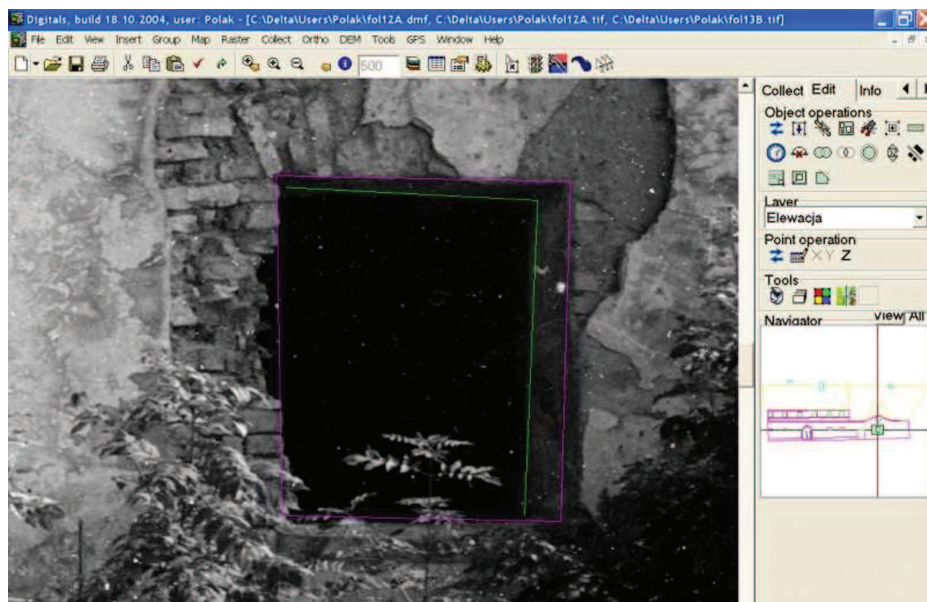 Digitals, build 18.10.2004, user: Polak - [C:\Delta\Users\Polak\fol12A.dmf, C:\Delta\Users\Polak\fol12A.tif, C:\Delta\Users\Polak\fol13B.tif]
File Edit View Insert Group Map Raster Collect Ortho DEM Tools GPS Window Help
500
Collect Edit Info
Object operations
Layer
Elewacja
Point operation
XY Z
Tools
Navigator View All